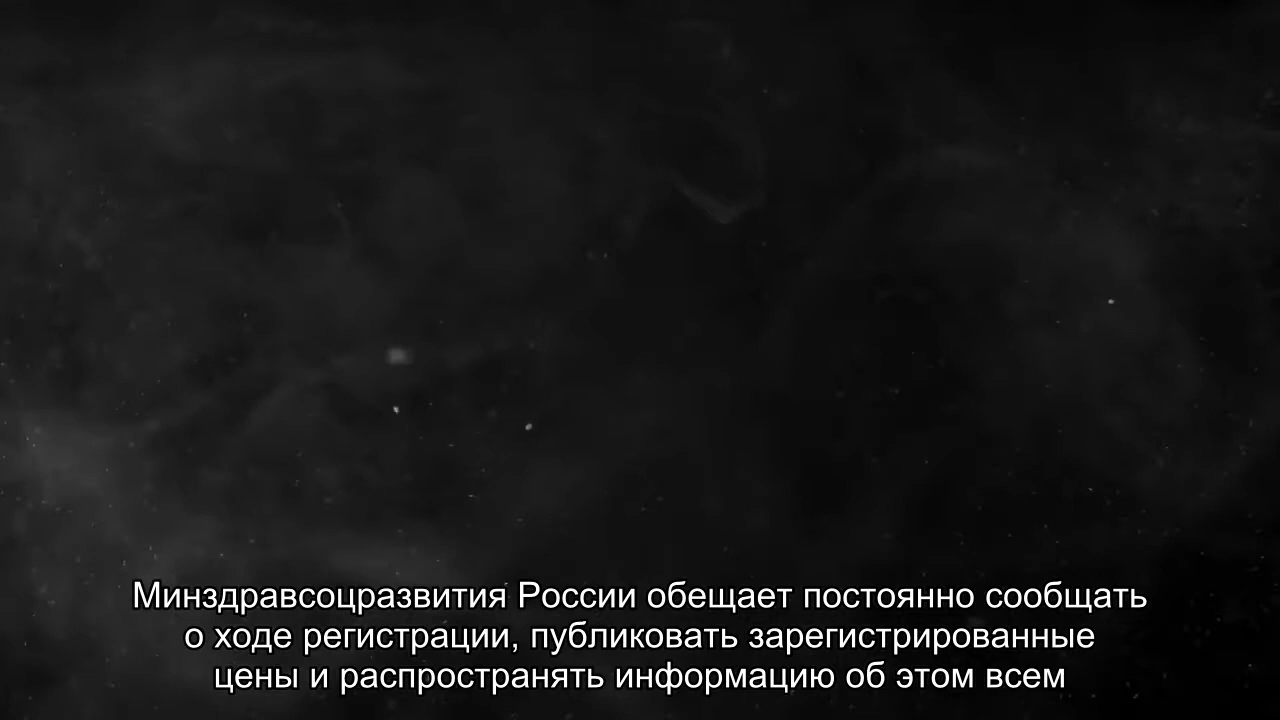 Минздравсоцразвития России обещает постоянно сообщать
о ходе регистрации, публиковать зарегистрированные
цены и распространять информацию об этом всем